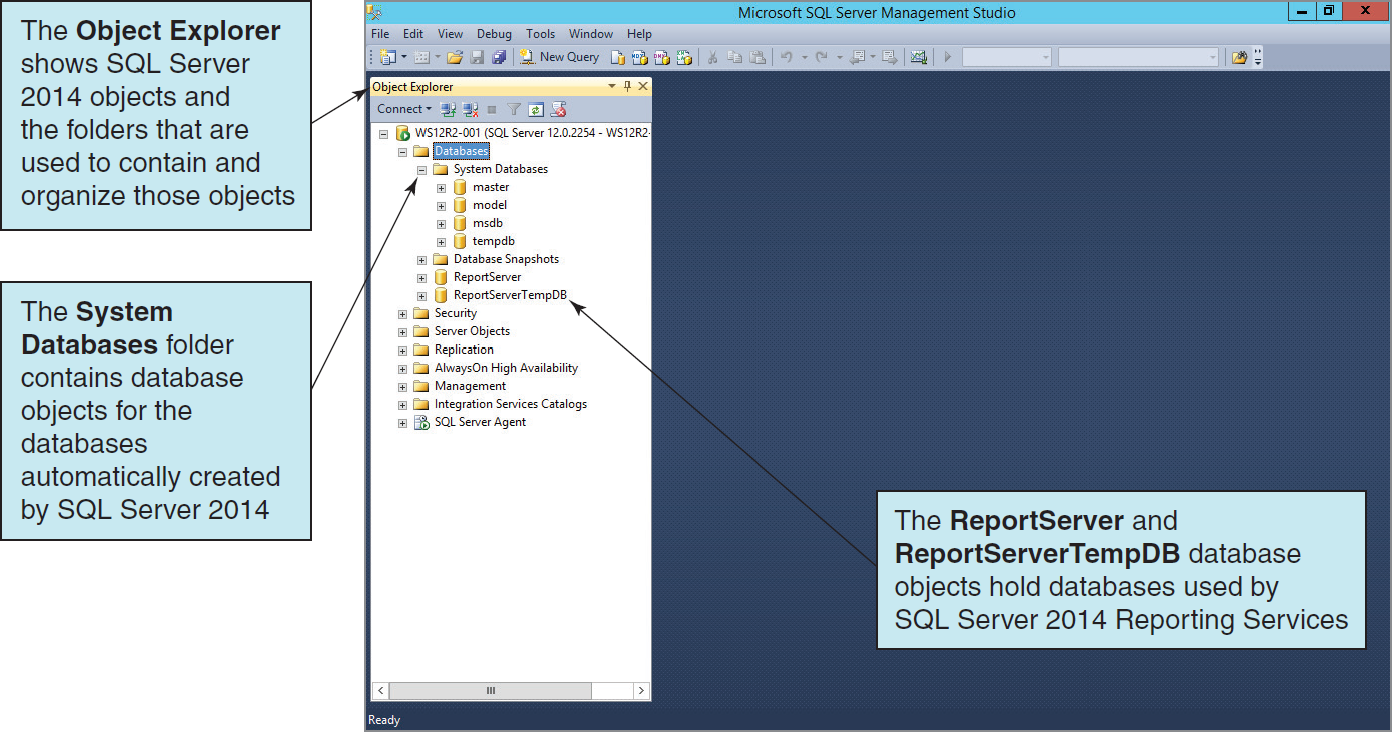 The Object Explorer
shows SQL Server
2014 objects and
the folders that are
used to contain and
organize those objects
The System
Databases folder
contains database
objects for the
databases
automatically created
by SQL Server 2014
Microsoft SQL Server Management Studio
File Edit View Debug Tools Window Help
New Query
Object Explorer
Connect
WS12R2-001 (SQL Server 12.0.2254 - WS12R2-
Databases
System Databases
master
model
msdb
tempdb
Database Snapshots
ReportServer
ReportServerTempDB
Security
Server Objects
Replication
AlwaysOn High Availability
Management
Integration Services Catalogs
SQL Server Agent
Ready
The ReportServer and
ReportServerTempDB database
objects hold databases used by
SQL Server 2014 Reporting Services